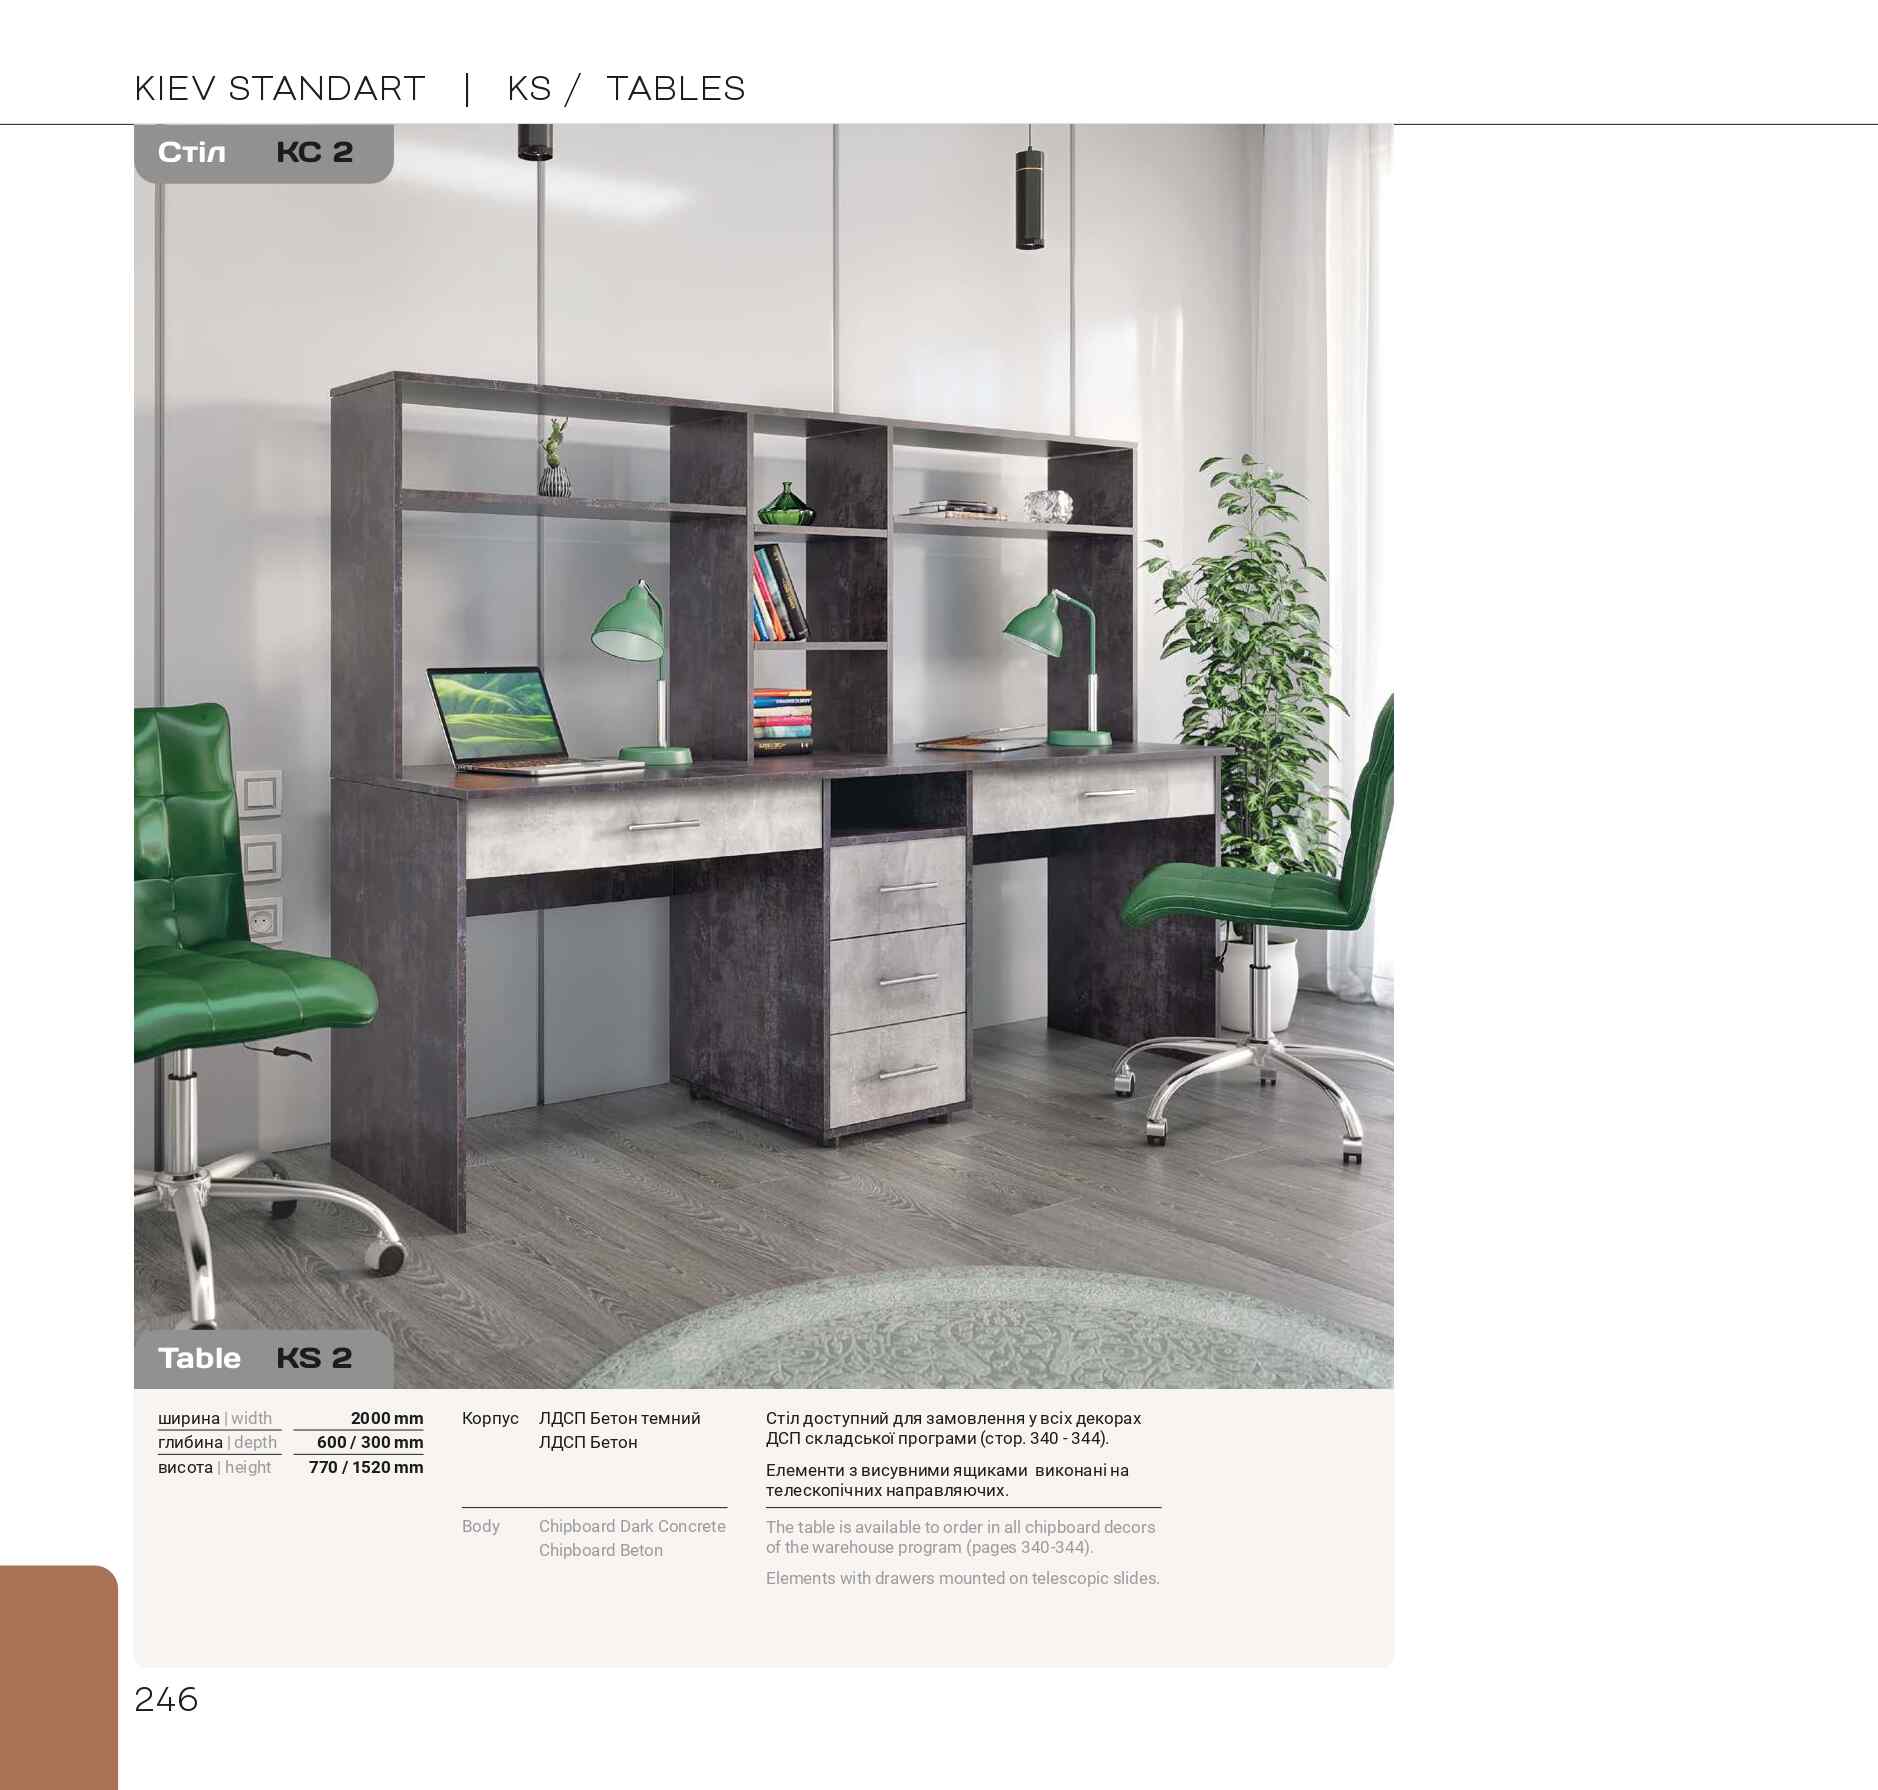 KIEV STANDART | KS / TABLES
Стіл КС 2
Table KS 2
ширина | width 2000 mm
глибина | depth 600 / 300 mm
висота | height 770 / 1520 mm
Корпус ЛДСП Бетон темний
ЛДСП Бетон
Body Chipboard Dark Concrete
Chipboard Beton
Стіл доступний для замовлення у всіх декорах
ДСП складської програми (стор. 340 - 344).
Елементи з висувними ящиками виконані на
телескопічних направляючих.
The table is available to order in all chipboard decors
of the warehouse program (pages 340-344).
Elements with drawers mounted on telescopic slides.
246